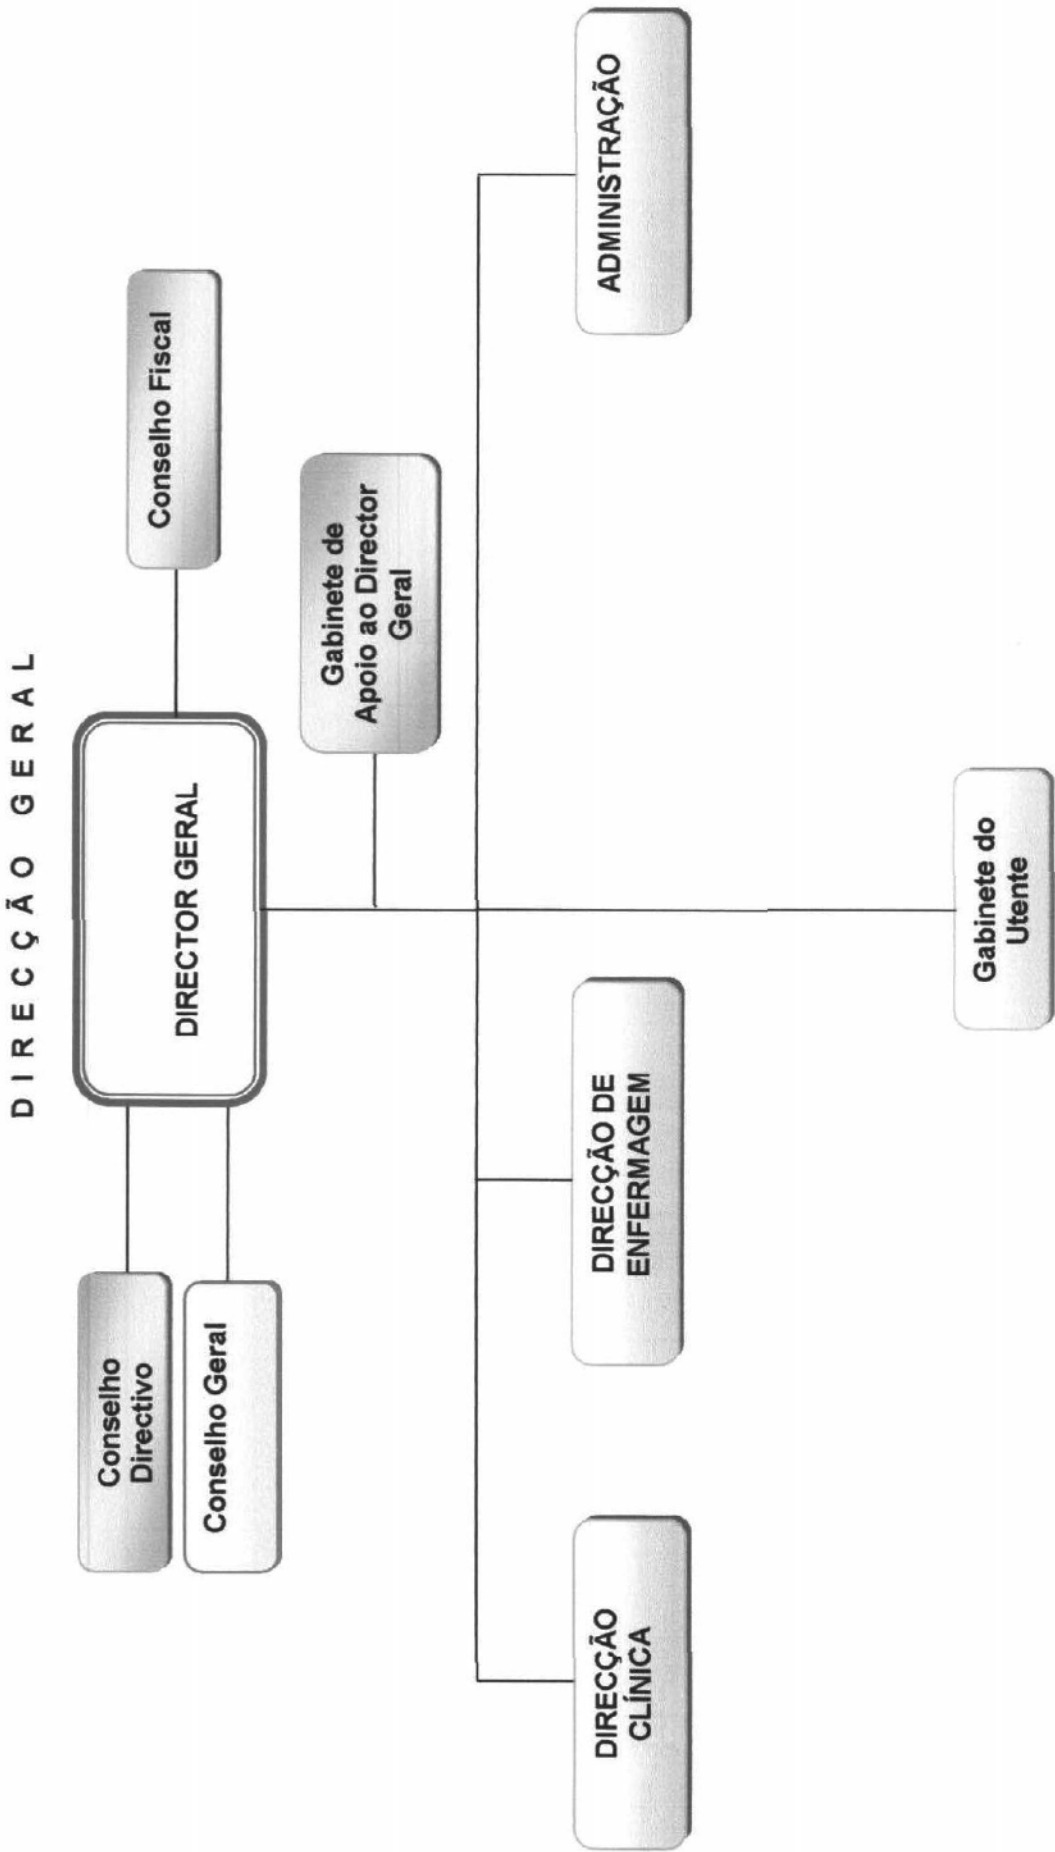 DIRECÇÃO GERAL
Conselho
Directivo
Conselho Geral
DIRECTOR GERAL
Conselho Fiscal
Gabinete de
Apoio ao Director
Geral
DIRECÇÃO
CLÍNICA
DIRECÇÃO DE
ENFERMAGEM
ADMINISTRAÇÃO
Gabinete do
Utente